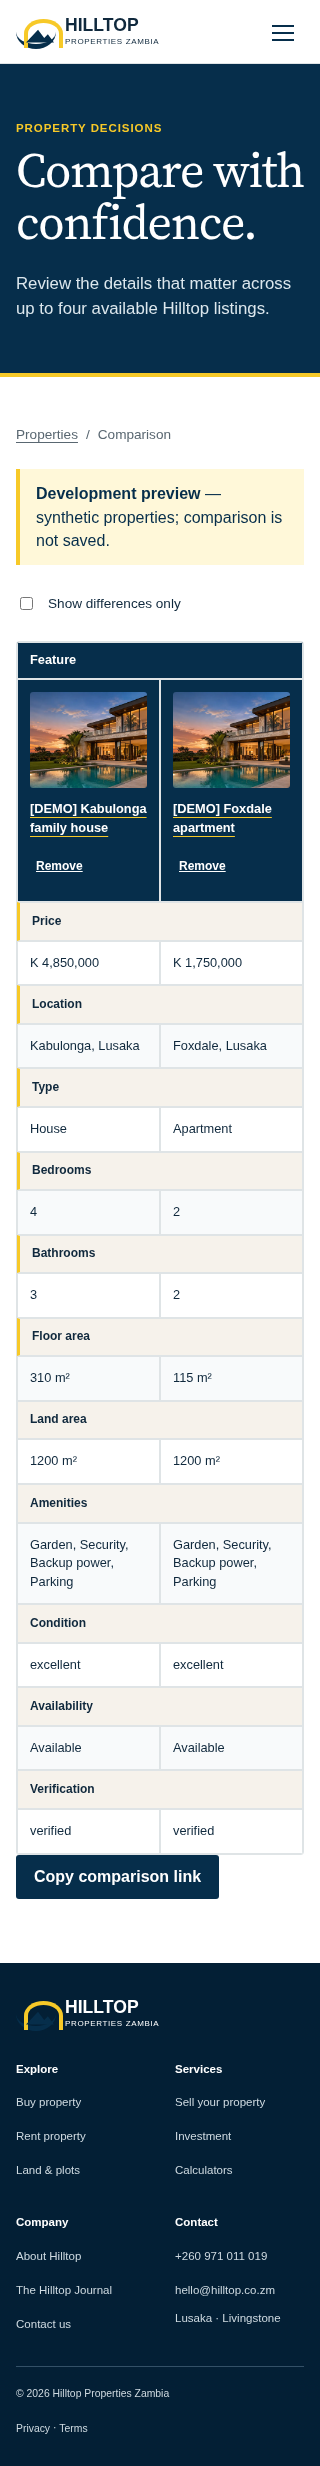 HILLTOP
PROPERTIES ZAMBIA
PROPERTY DECISIONS
Compare with
confidence.
Review the details that matter across
up to four available Hilltop listings.
Properties / Comparison
Development preview —
synthetic properties; comparison is
not saved.
Show differences only
Feature
[DEMO] Kabulonga
family house
Remove
[DEMO] Foxdale
apartment
Remove
Price
K 4,850,000 K 1,750,000
Location
Kabulonga, Lusaka Foxdale, Lusaka
Type
House Apartment
Bedrooms
4 2
Bathrooms
3 2
Floor area
310 m² 115 m²
Land area
1200 m² 1200 m²
Amenities
Garden, Security,
Backup power,
Parking
Garden, Security,
Backup power,
Parking
Condition
excellent excellent
Availability
Available Available
Verification
verified verified
Copy comparison link
HILLTOP
PROPERTIES ZAMBIA
Explore
Buy property
Rent property
Land & plots
Services
Sell your property
Investment
Calculators
Company
About Hilltop
The Hilltop Journal
Contact us
Contact
+260 971 011 019
hello@hilltop.co.zm
Lusaka · Livingstone
© 2026 Hilltop Properties Zambia
Privacy · Terms